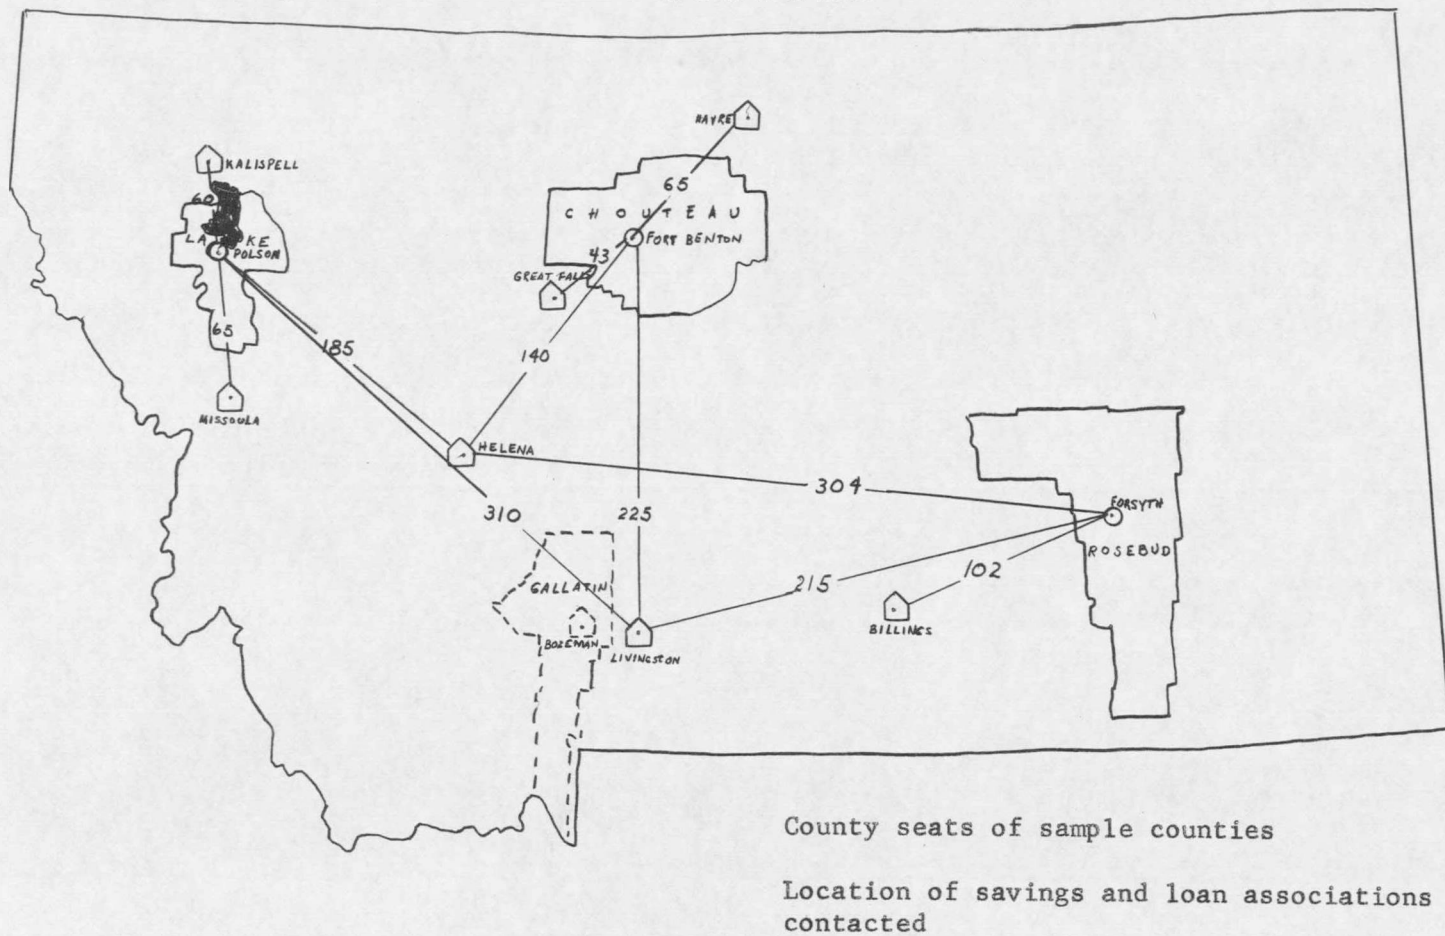 HAVRE
KALISPELL
65
60
CHOUTEAU
LAKE
FORT BENTON
POLSON
43
GREAT FALLS
65
185
140
MISSOULA
HELENA
304
310
225
FORSYTH
ROSEBUD
GALLATIN
215
102
BOZEMAN
BILLINGS
LIVINGSTON
County seats of sample counties
Location of savings and loan associations
contacted